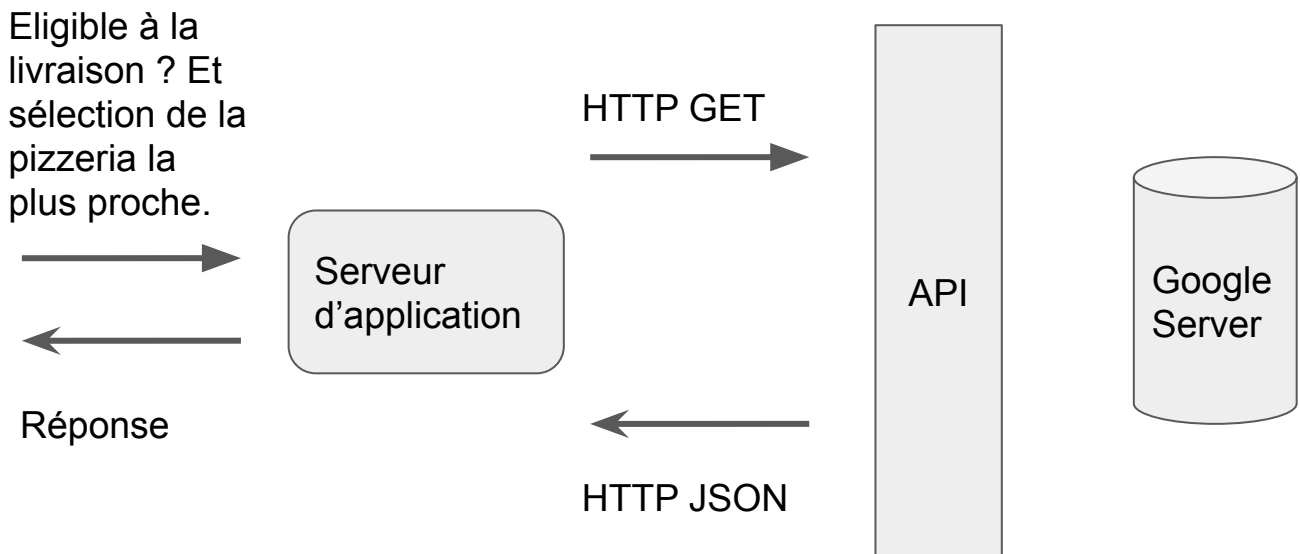 Eligible à la
livraison ? Et
sélection de la
pizzeria la
plus proche.
HTTP GET
Serveur
d’application
API
Google
Server
Réponse
HTTP JSON